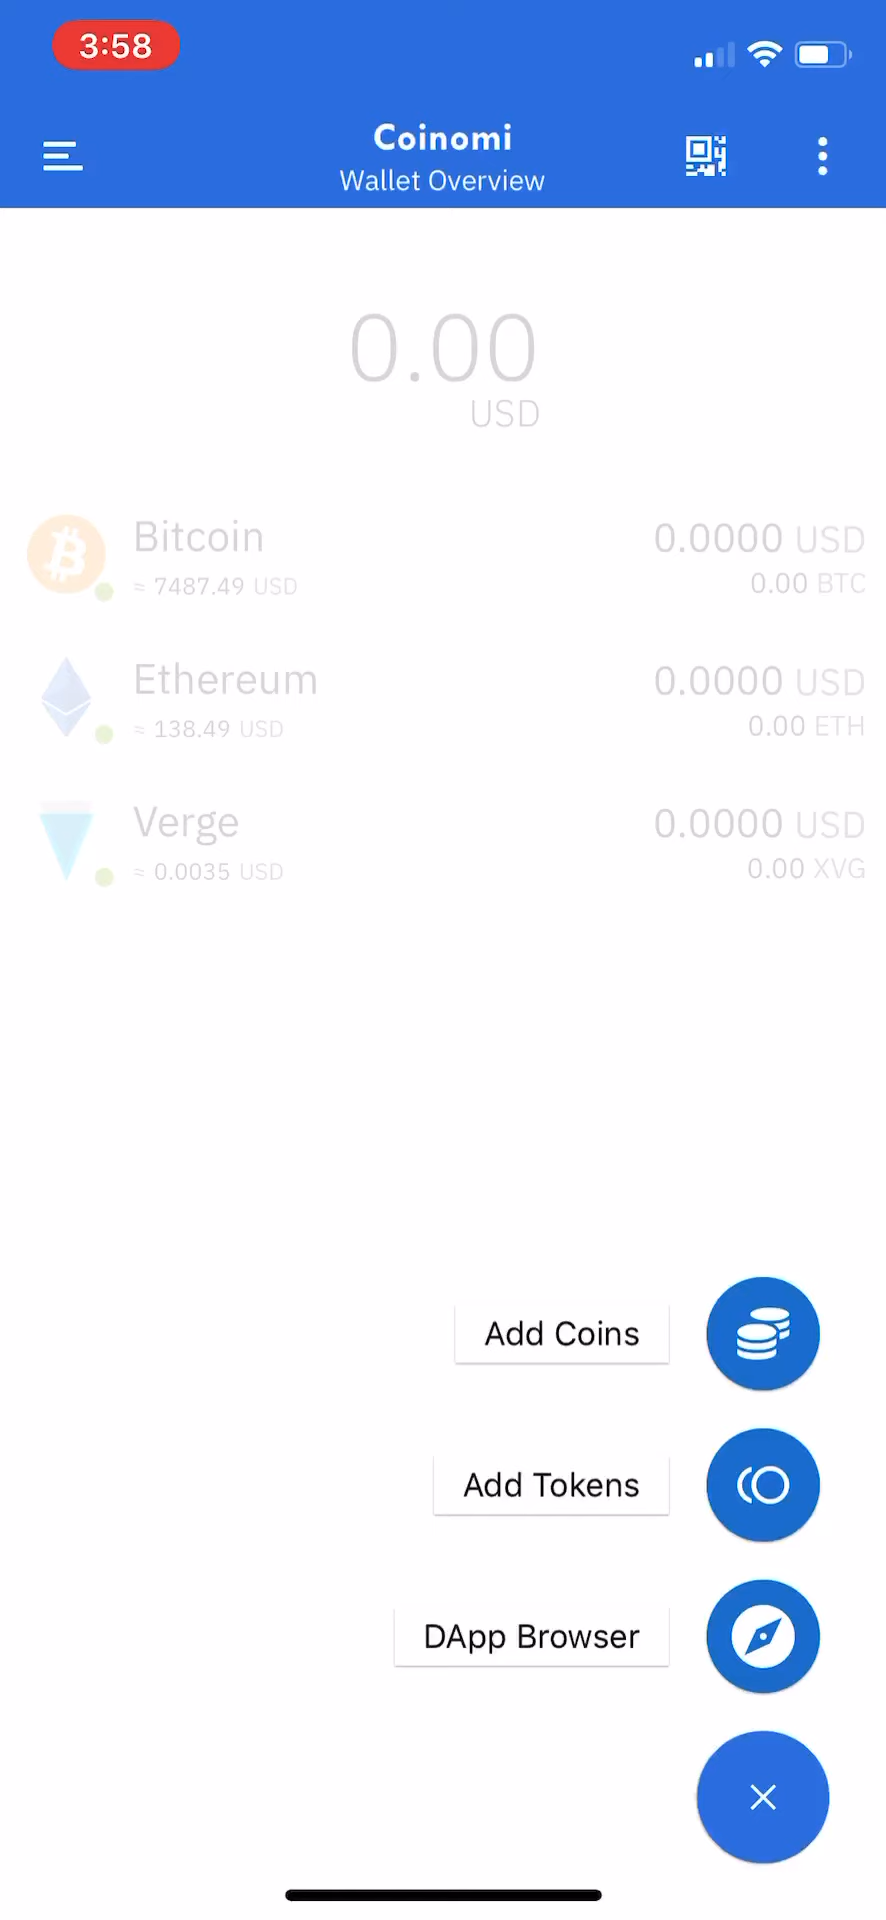 3:58
Coinomi
Wallet Overview
0.00
USD
Bitcoin
0.0000 USD
≈ 7487.49 USD
0.00 BTC
Ethereum
0.0000 USD
≈ 138.49 USD
0.00 ETH
Verge
0.0000 USD
≈ 0.0035 USD
0.00 XVG
Add Coins
Add Tokens
DApp Browser